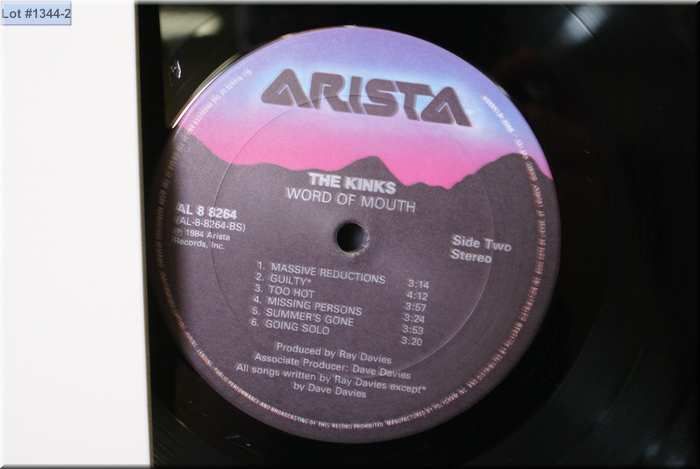 Lot #1344-2
ARISTA
THE KINKS
WORD OF MOUTH
AL 8 8264
(AL-8-8264-BS)
℗ 1984 Arista
Records, Inc.
Side Two
Stereo
1. MASSIVE REDUCTIONS 3:14
2. GUILTY* 4:12
3. TOO HOT 3:57
4. MISSING PERSONS 3:24
5. SUMMER'S GONE 3:53
6. GOING SOLO 3:20
Produced by Ray Davies
Associate Producer: Dave Davies
All songs written by Ray Davies except*
by Dave Davies